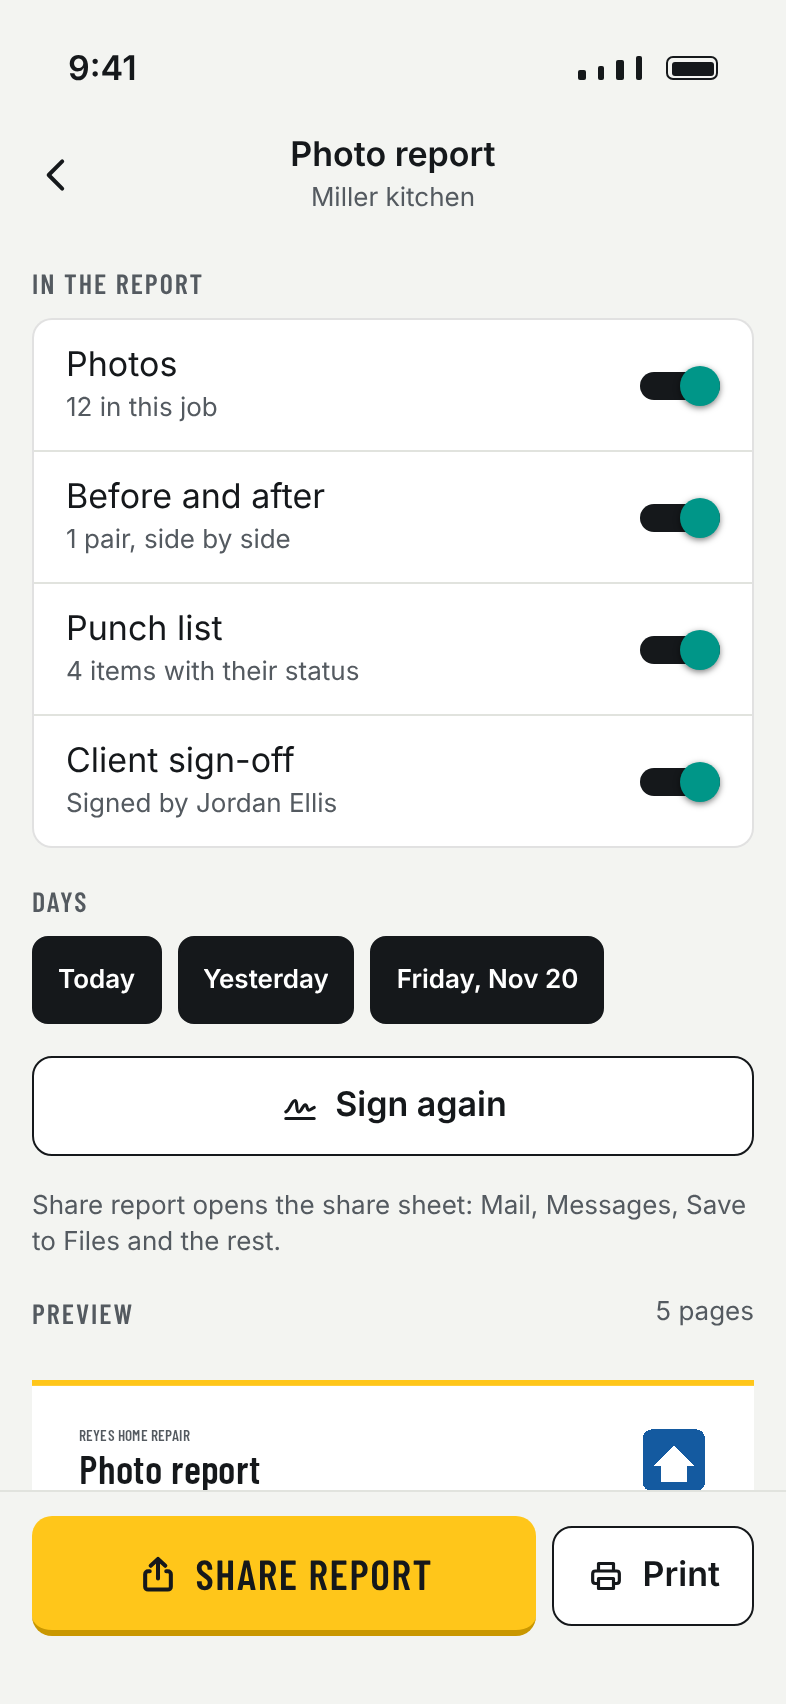 9:41
Photo report
Miller kitchen
IN THE REPORT
Photos
12 in this job
Before and after
1 pair, side by side
Punch list
4 items with their status
Client sign-off
Signed by Jordan Ellis
DAYS
Today
Yesterday
Friday, Nov 20
Sign again
Share report opens the share sheet: Mail, Messages, Save
to Files and the rest.
PREVIEW
5 pages
REYES HOME REPAIR
Photo report
SHARE REPORT
Print